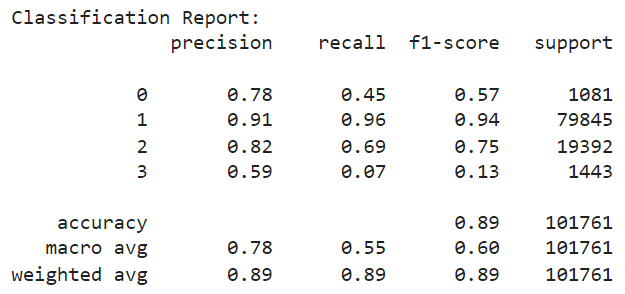 Classification Report:
precision recall f1-score support
0 0.78 0.45 0.57 1081
1 0.91 0.96 0.94 79845
2 0.82 0.69 0.75 19392
3 0.59 0.07 0.13 1443
accuracy 0.89 101761
macro avg 0.78 0.55 0.60 101761
weighted avg 0.89 0.89 0.89 101761